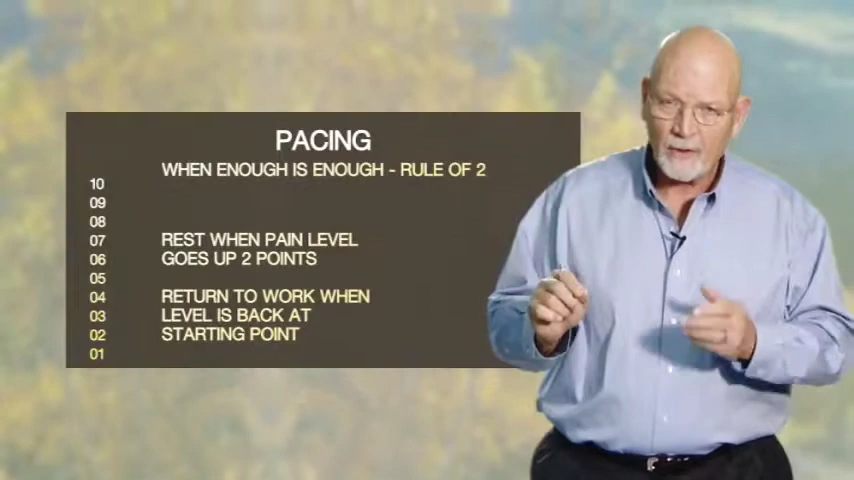 PACING
WHEN ENOUGH IS ENOUGH - RULE OF 2
10
09
08
07 REST WHEN PAIN LEVEL
06 GOES UP 2 POINTS
05
04 RETURN TO WORK WHEN
03 LEVEL IS BACK AT
02 STARTING POINT
01